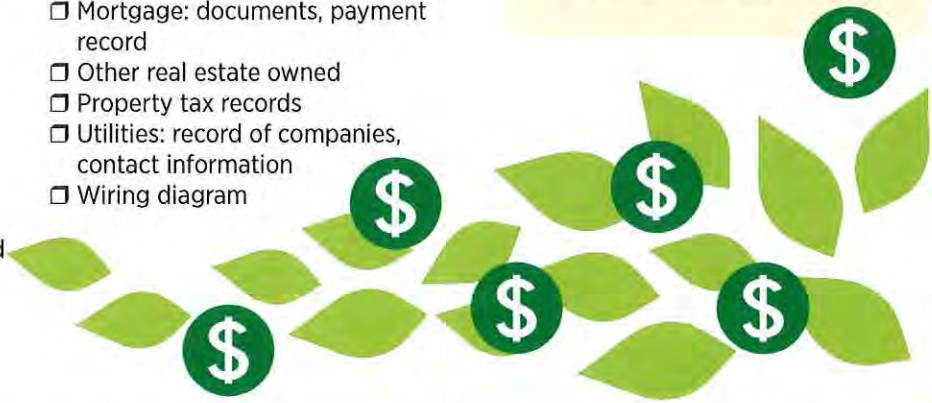 ❐ Mortgage: documents, payment
record
❐ Other real estate owned
❐ Property tax records
❐ Utilities: record of companies,
contact information
❐ Wiring diagram
$
$
$
$
$
$